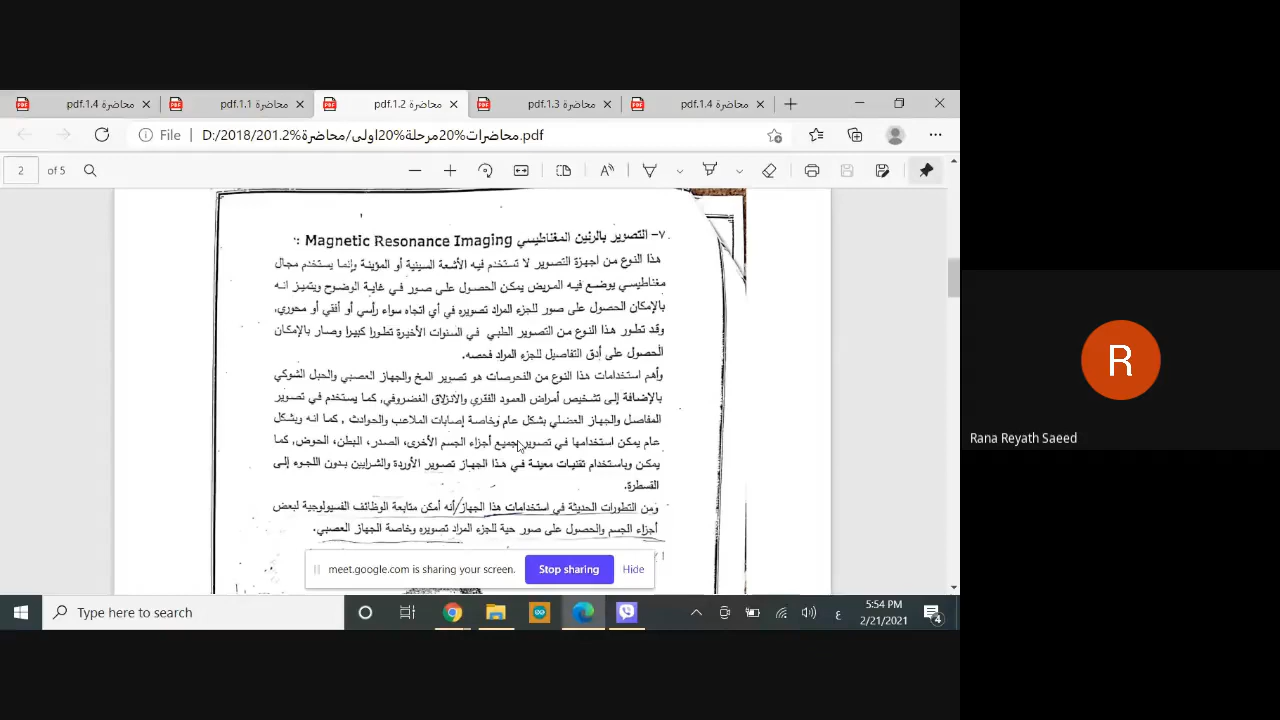 محاضرة 1.4.pdf
محاضرة 1.1.pdf
محاضرة 1.2.pdf
محاضرة 1.3.pdf
محاضرة 1.4.pdf
File
D:/2018/201.2%محاضرات%20مرحلة%20اولى/محاضرة.pdf
2 of 5
٧- التصوير بالرنين المغناطيسي Magnetic Resonance Imaging :
هذا النوع من اجهزة التصوير لا تستخدم فيه الأشعة السينية أو المؤينة وإنما يستخدم مجال
مغناطيسي يوضع فيه المريض يمكن الحصول على صور في غاية الوضوح ويتميز انه
بالإمكان الحصول على صور للجزء المراد تصويره في أي اتجاه سواء رأسي أو أفقي أو محوري,
وقد تطور هذا النوع من التصوير الطبي في السنوات الأخيرة تطورا كبيرا وصار بالإمكان
الحصول على أدق التفاصيل للجزء المراد فحصه.
وأهم استخدامات هذا النوع من الفحوصات هو تصوير المخ والجهاز العصبي والحبل الشوكي
بالإضافة إلى تشخيص أمراض العمود الفقري والانزلاق الغضروفي, كما يستخدم في تصوير
المفاصل والجهاز العضلي بشكل عام وخاصة إصابات الملاعب والحوادث , كما انه وبشكل
عام يمكن استخدامها في تصوير جميع أجزاء الجسم الأخرى، الصدر، البطن، الحوض, كما
يمكن وباستخدام تقنيات معينة في هذا الجهاز تصوير الأوردة والشرايين بدون اللجوء إلى
القسطرة.
ومن التطورات الحديثة في استخدامات هذا الجهاز/أنه أمكن متابعة الوظائف الفسيولوجية لبعض
أجزاء الجسم والحصول على صور حية للجزء المراد تصويره وخاصة الجهاز العصبي.
meet.google.com is sharing your screen.
Stop sharing
Hide
Type here to search
ع
5:54 PM
2/21/2021
4
R
Rana Reyath Saeed